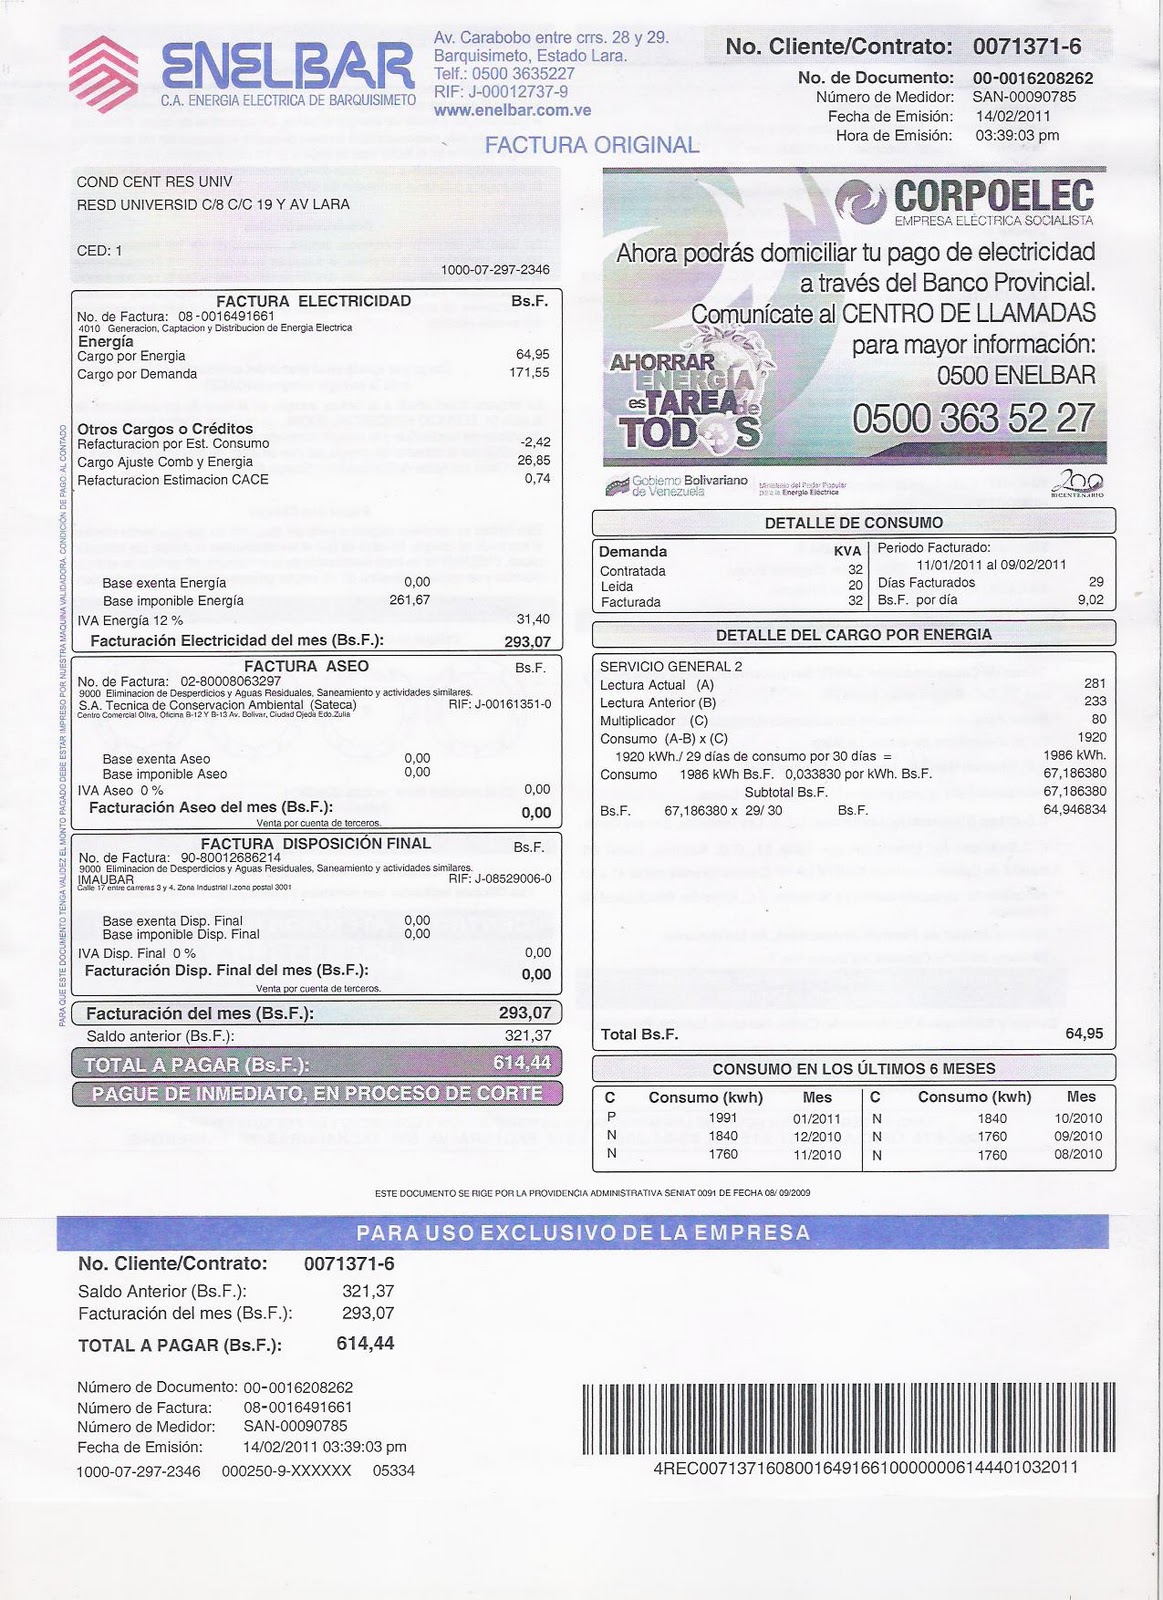 ENELBAR
C.A. ENERGIA ELECTRICA DE BARQUISIMETO
Av. Carabobo entre crrs. 28 y 29.
Barquisimeto, Estado Lara.
Telf.: 0500 3635227
RIF: J-00012737-9
www.enelbar.com.ve
No. Cliente/Contrato: 0071371-6
No. de Documento: 00-0016208262
Número de Medidor: SAN-00090785
Fecha de Emisión: 14/02/2011
Hora de Emisión: 03:39:03 pm
FACTURA ORIGINAL
COND CENT RES UNIV
RESD UNIVERSID C/8 C/C 19 Y AV LARA
CED: 1
1000-07-297-2346
CORPOELEC
EMPRESA ELÉCTRICA SOCIALISTA
Ahora podrás domiciliar tu pago de electricidad
a través del Banco Provincial.
Comunícate al CENTRO DE LLAMADAS
para mayor información:
0500 ENELBAR
0500 363 52 27
AHORRAR
ENERGÍA
es TAREA de
TODOS
Gobierno Bolivariano
de Venezuela
Ministerio del Poder Popular
para la Energía Eléctrica
200
BICENTENARIO
PARA QUE ESTE DOCUMENTO TENGA VALIDEZ EL MONTO PAGADO DEBE ESTAR IMPRESO POR NUESTRA MAQUINA VALIDADORA. CONDICIÓN DE PAGO: AL CONTADO
FACTURA ELECTRICIDAD Bs.F.
No. de Factura: 08-0016491661
4010 Generacion, Captacion y Distribucion de Energia Electrica
Energía
Cargo por Energia 64,95
Cargo por Demanda 171,55
Otros Cargos o Créditos
Refacturacion por Est. Consumo -2,42
Cargo Ajuste Comb y Energia 26,85
Refacturacion Estimacion CACE 0,74
Base exenta Energía 0,00
Base imponible Energía 261,67
IVA Energía 12 % 31,40
Facturación Electricidad del mes (Bs.F.): 293,07
FACTURA ASEO Bs.F.
No. de Factura: 02-80008063297
9000 Eliminacion de Desperdicios y Aguas Residuales, Saneamiento y actividades similares.
S.A. Tecnica de Conservacion Ambiental (Sateca) RIF: J-00161351-0
Centro Comercial Oliva, Oficina B-12 Y B-13 Av. Bolivar, Ciudad Ojeda Edo.Zulia
Base exenta Aseo 0,00
Base imponible Aseo 0,00
IVA Aseo 0 % 0,00
Facturación Aseo del mes (Bs.F.): 0,00
Venta por cuenta de terceros.
FACTURA DISPOSICIÓN FINAL Bs.F.
No. de Factura: 90-80012686214
9000 Eliminacion de Desperdicios y Aguas Residuales, Saneamiento y actividades similares.
IMAUBAR RIF: J-08529006-0
Calle 17 entre carreras 3 y 4. Zona Industrial I.zona postal 3001
Base exenta Disp. Final 0,00
Base imponible Disp. Final 0,00
IVA Disp. Final 0 % 0,00
Facturación Disp. Final del mes (Bs.F.): 0,00
Venta por cuenta de terceros.
Facturación del mes (Bs.F.): 293,07
Saldo anterior (Bs.F.): 321,37
TOTAL A PAGAR (Bs.F.): 614,44
PAGUE DE INMEDIATO, EN PROCESO DE CORTE
DETALLE DE CONSUMO
Demanda KVA
Contratada 32
Leida 20
Facturada 32
Periodo Facturado:
11/01/2011 al 09/02/2011
Días Facturados 29
Bs.F. por día 9,02
DETALLE DEL CARGO POR ENERGIA
SERVICIO GENERAL 2
Lectura Actual (A) 281
Lectura Anterior (B) 233
Multiplicador (C) 80
Consumo (A-B) x (C) 1920
1920 kWh./ 29 días de consumo por 30 días = 1986 kWh.
Consumo 1986 kWh Bs.F. 0,033830 por kWh. Bs.F. 67,186380
Subtotal Bs.F. 67,186380
Bs.F. 67,186380 x 29/ 30 Bs.F. 64,946834
Total Bs.F. 64,95
CONSUMO EN LOS ÚLTIMOS 6 MESES
C Consumo (kwh) Mes C Consumo (kwh) Mes
P 1991 01/2011 N 1840 10/2010
N 1840 12/2010 N 1760 09/2010
N 1760 11/2010 N 1760 08/2010
ESTE DOCUMENTO SE RIGE POR LA PROVIDENCIA ADMINISTRATIVA SENIAT 0091 DE FECHA 08/ 09/2009
PARA USO EXCLUSIVO DE LA EMPRESA
No. Cliente/Contrato: 0071371-6
Saldo Anterior (Bs.F.): 321,37
Facturación del mes (Bs.F.): 293,07
TOTAL A PAGAR (Bs.F.): 614,44
Número de Documento: 00-0016208262
Número de Factura: 08-0016491661
Número de Medidor: SAN-00090785
Fecha de Emisión: 14/02/2011 03:39:03 pm
1000-07-297-2346 000250-9-XXXXXX 05334
4REC0071371608001649166100000006144401032011